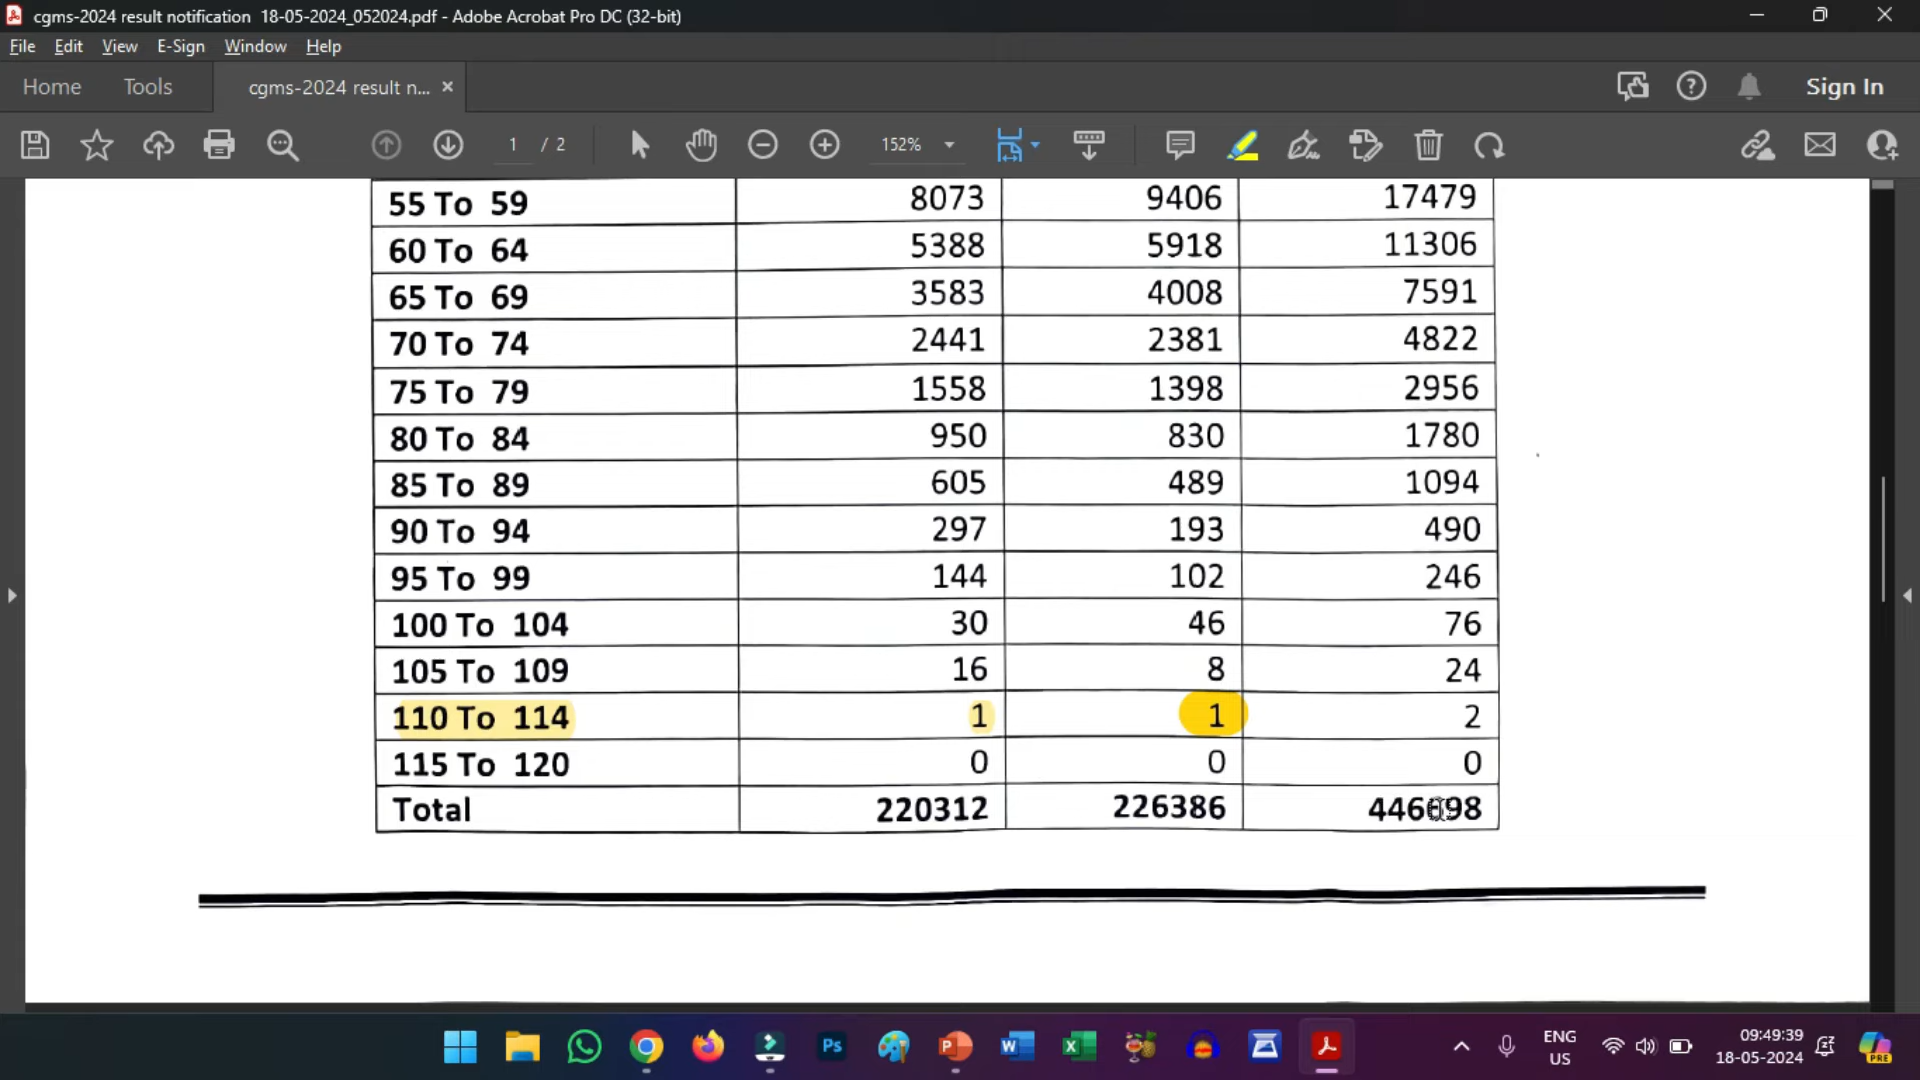 cgms-2024 result notification 18-05-2024_052024.pdf - Adobe Acrobat Pro DC (32-bit)
File Edit View E-Sign Window Help
Home Tools cgms-2024 result n... × Sign In
1 / 2 152%
55 To 59 8073 9406 17479
60 To 64 5388 5918 11306
65 To 69 3583 4008 7591
70 To 74 2441 2381 4822
75 To 79 1558 1398 2956
80 To 84 950 830 1780
85 To 89 605 489 1094
90 To 94 297 193 490
95 To 99 144 102 246
100 To 104 30 46 76
105 To 109 16 8 24
110 To 114 1 1 2
115 To 120 0 0 0
Total 220312 226386 446698
Ps P W X ENG 09:49:39
US 18-05-2024 PRE